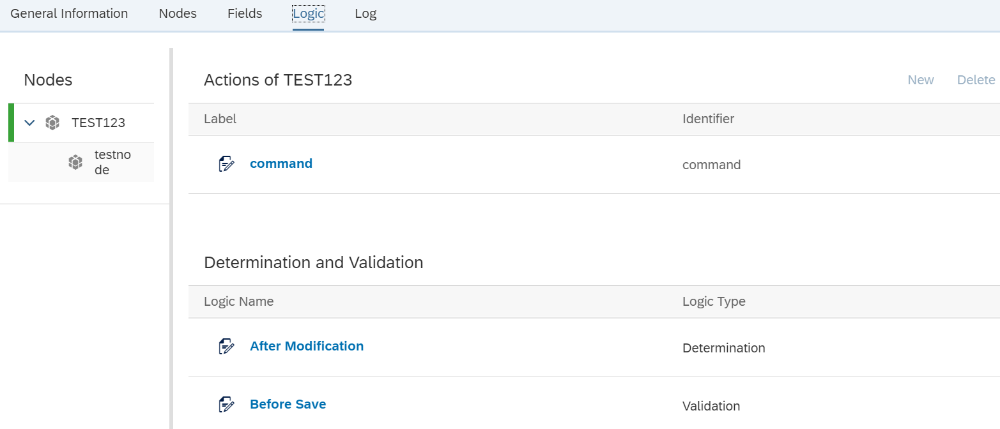 General Information Nodes Fields Logic Log
Nodes
TEST123
testno
de
Actions of TEST123 New Delete
Label Identifier
command command
Determination and Validation
Logic Name Logic Type
After Modification Determination
Before Save Validation